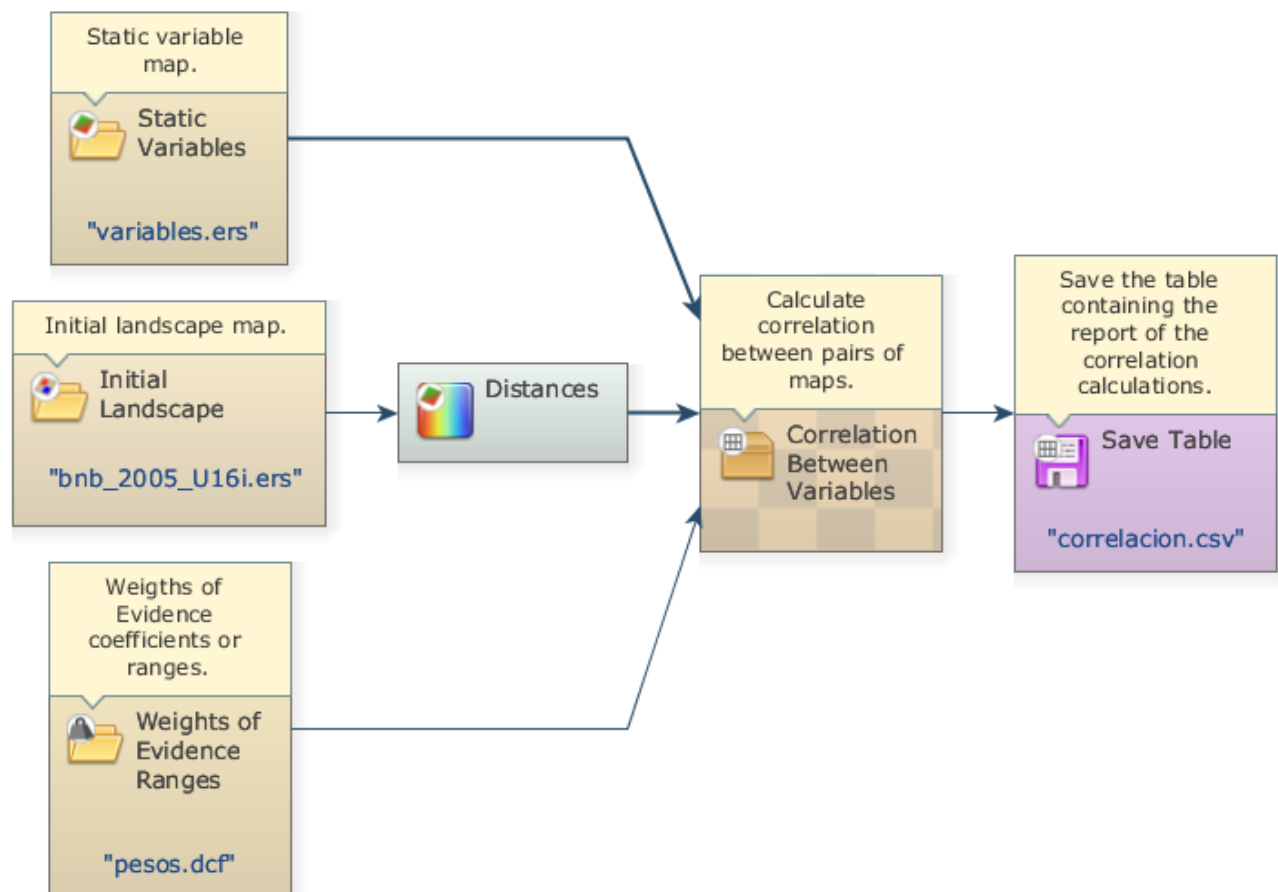 Static variable
map.
Static
Variables
"variables.ers"
Initial landscape map.
Initial
Landscape
"bnb_2005_U16i.ers"
Distances
Weigths of
Evidence
coefficients or
ranges.
Weights of
Evidence
Ranges
"pesos.dcf"
Calculate
correlation
between pairs of
maps.
Correlation
Between
Variables
Save the table
containing the
report of the
correlation
calculations.
Save Table
"correlacion.csv"